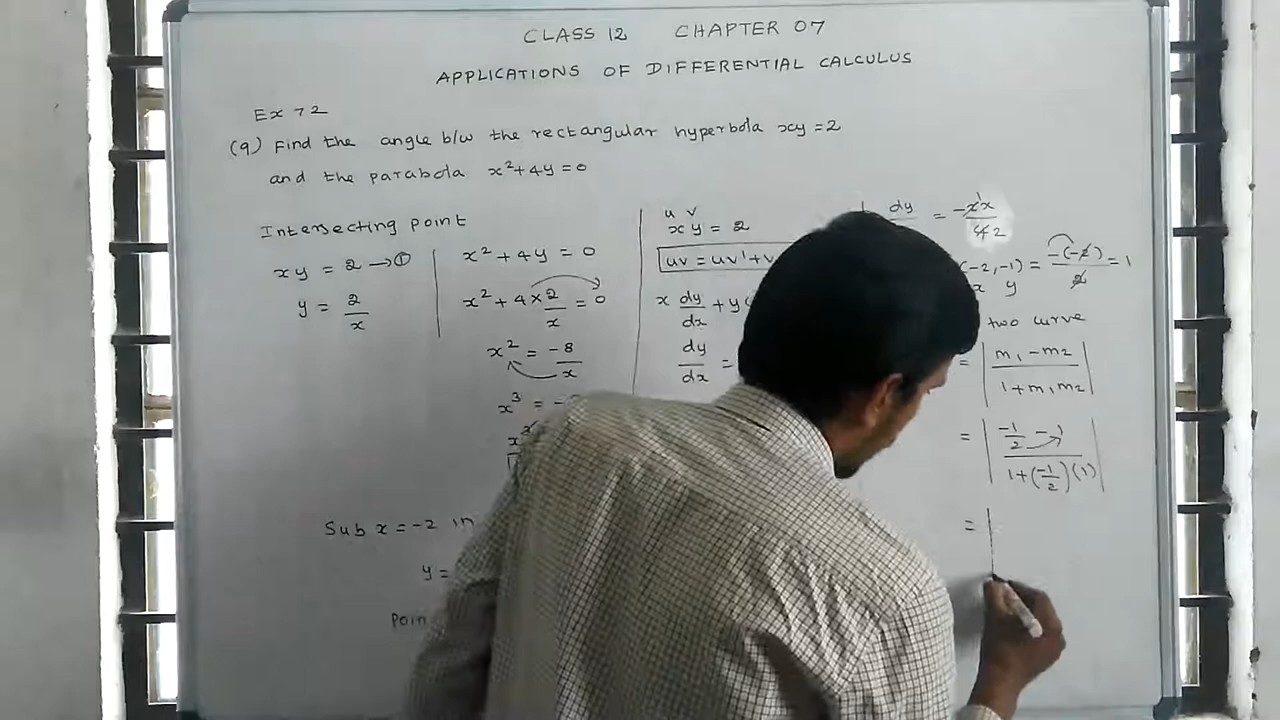 CLASS 12 CHAPTER 07
APPLICATIONS OF DIFFERENTIAL CALCULUS
Ex 7 2
(9) Find the angle b/w the rectangular hyperbola xy = 2
and the parabola x² + 4y = 0
Intersecting point
xy = 2 → ①
y = 2/x
x² + 4y = 0
x² + 4 × 2/x = 0
x² = -8/x
x³ = -
Sub x = -2 in
y =
Poin
u v
xy = 2
uv = uv' + v
x dy/dx + y
dy/dx =
dy = -x x/4 2
(-2, -1) = -(-2)/2 = 1
x y
two curve
= | m₁ - m₂ / 1 + m₁m₂ |
= | -1/2 - 1 / 1 + (-1/2)(1) |
= |